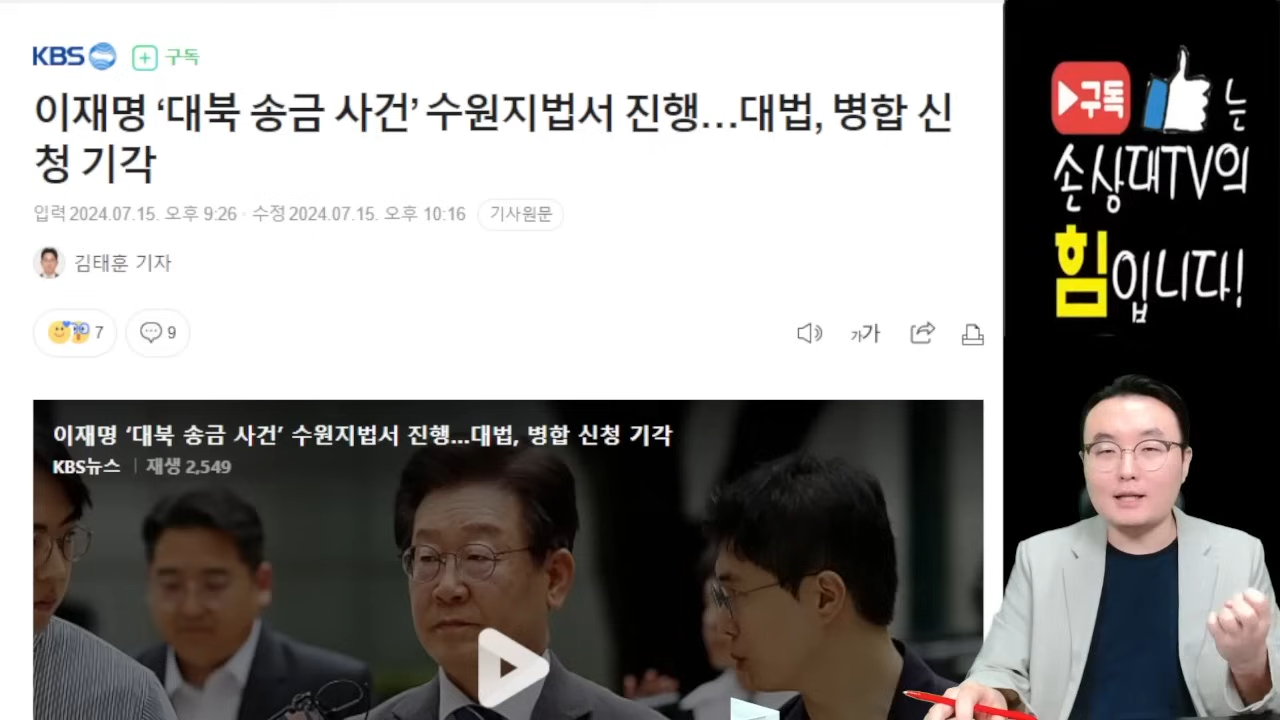 KBS
구독
이재명 ‘대북 송금 사건’ 수원지법서 진행…대법, 병합 신
청 기각
입력 2024.07.15. 오후 9:26 · 수정 2024.07.15. 오후 10:16 기사원문
김태훈 기자
7 9
가가
이재명 ‘대북 송금 사건’ 수원지법서 진행...대법, 병합 신청 기각
KBS뉴스 | 재생 2,549
구독 는
손상대TV의
힘입니다!